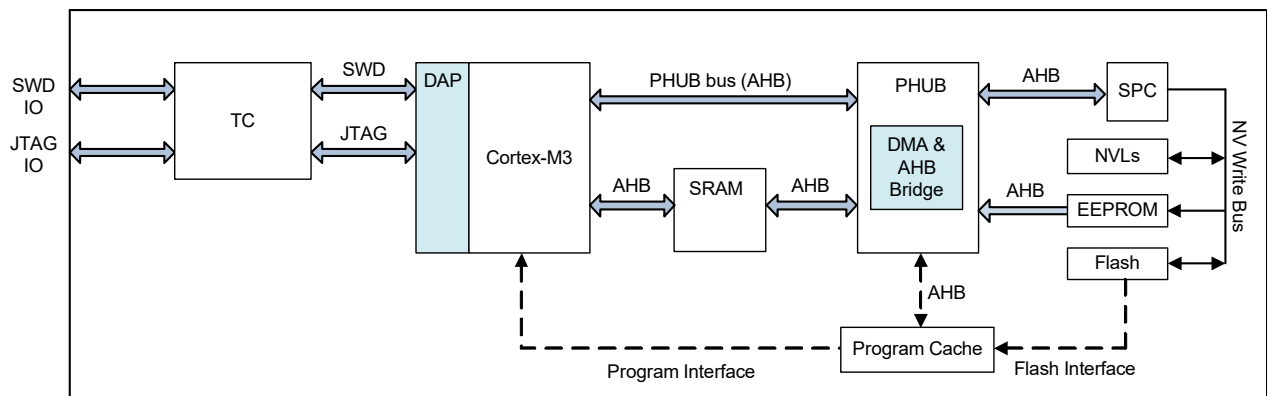 SWD
IO
JTAG
IO
TC
SWD
JTAG
DAP
Cortex-M3
PHUB bus (AHB)
AHB
SRAM
AHB
PHUB
DMA &
AHB
Bridge
AHB
SPC
NVLs
AHB
EEPROM
Flash
NV Write Bus
AHB
Program Cache
Program Interface
Flash Interface